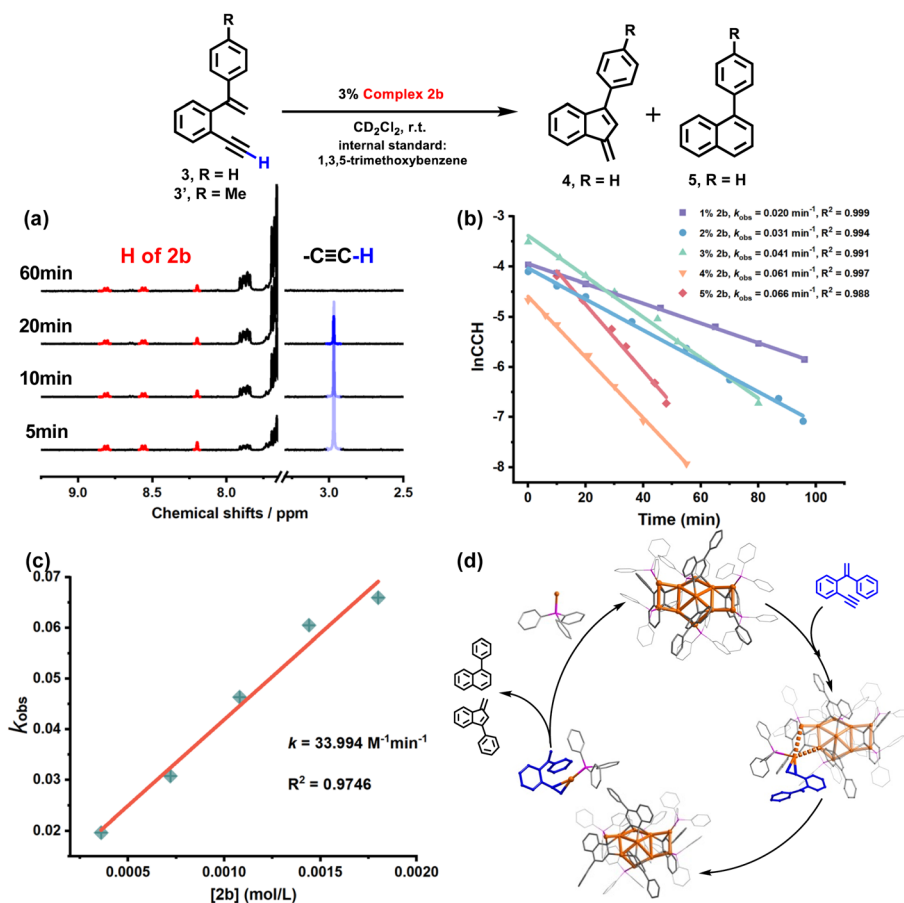 R
R
3% Complex 2b
CD2Cl2, r.t.
internal standard:
1,3,5-trimethoxybenzene
+
H
3, R = H
3', R = Me
4, R = H
5, R = H
(a)
H of 2b
-C≡C-H
60min
20min
10min
5min
9.0
8.5
8.0
3.0
2.5
Chemical shifts / ppm
(b)
1% 2b, kobs = 0.020 min-1, R2 = 0.999
2% 2b, kobs = 0.031 min-1, R2 = 0.994
3% 2b, kobs = 0.041 min-1, R2 = 0.991
4% 2b, kobs = 0.061 min-1, R2 = 0.997
5% 2b, kobs = 0.066 min-1, R2 = 0.988
-3
-4
-5
-6
-7
-8
lnCCH
0
20
40
60
80
100
Time (min)
(c)
0.07
0.06
0.05
0.04
0.03
0.02
kobs
k = 33.994 M-1min-1
R2 = 0.9746
0.0005
0.0010
0.0015
0.0020
[2b] (mol/L)
(d)